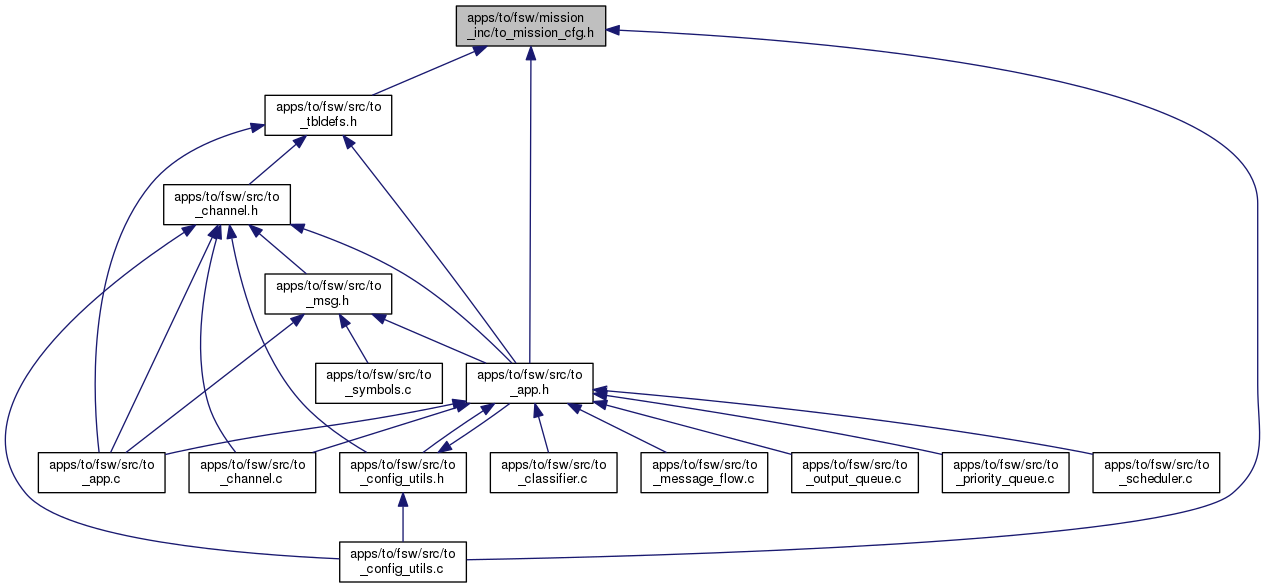 apps/to/fsw/mission
_inc/to_mission_cfg.h
apps/to/fsw/src/to
_tbldefs.h
apps/to/fsw/src/to
_channel.h
apps/to/fsw/src/to
_msg.h
apps/to/fsw/src/to
_symbols.c
apps/to/fsw/src/to
_app.h
apps/to/fsw/src/to
_app.c
apps/to/fsw/src/to
_channel.c
apps/to/fsw/src/to
_config_utils.h
apps/to/fsw/src/to
_classifier.c
apps/to/fsw/src/to
_message_flow.c
apps/to/fsw/src/to
_output_queue.c
apps/to/fsw/src/to
_priority_queue.c
apps/to/fsw/src/to
_scheduler.c
apps/to/fsw/src/to
_config_utils.c